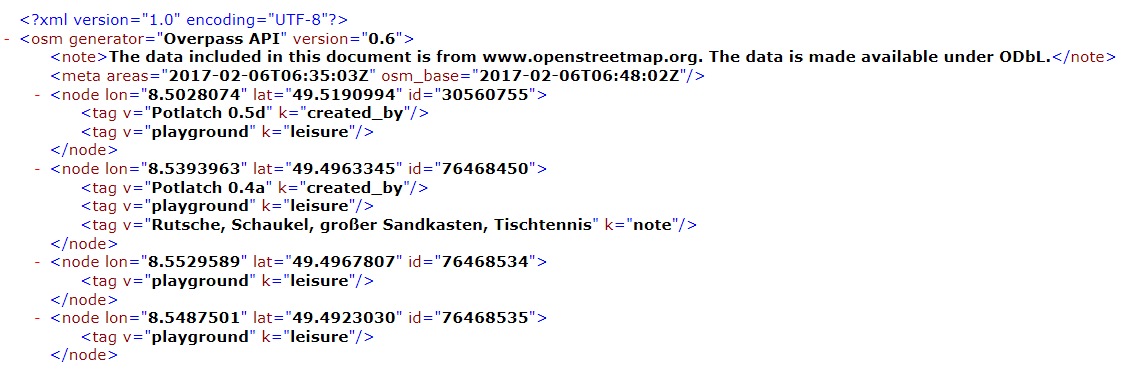 <?xml version="1.0" encoding="UTF-8"?>
- <osm generator="Overpass API" version="0.6">
<note>The data included in this document is from www.openstreetmap.org. The data is made available under ODbL.</note>
<meta areas="2017-02-06T06:35:03Z" osm_base="2017-02-06T06:48:02Z"/>
- <node lon="8.5028074" lat="49.5190994" id="30560755">
<tag v="Potlatch 0.5d" k="created_by"/>
<tag v="playground" k="leisure"/>
</node>
- <node lon="8.5393963" lat="49.4963345" id="76468450">
<tag v="Potlatch 0.4a" k="created_by"/>
<tag v="playground" k="leisure"/>
<tag v="Rutsche, Schaukel, großer Sandkasten, Tischtennis" k="note"/>
</node>
- <node lon="8.5529589" lat="49.4967807" id="76468534">
<tag v="playground" k="leisure"/>
</node>
- <node lon="8.5487501" lat="49.4923030" id="76468535">
<tag v="playground" k="leisure"/>
</node>